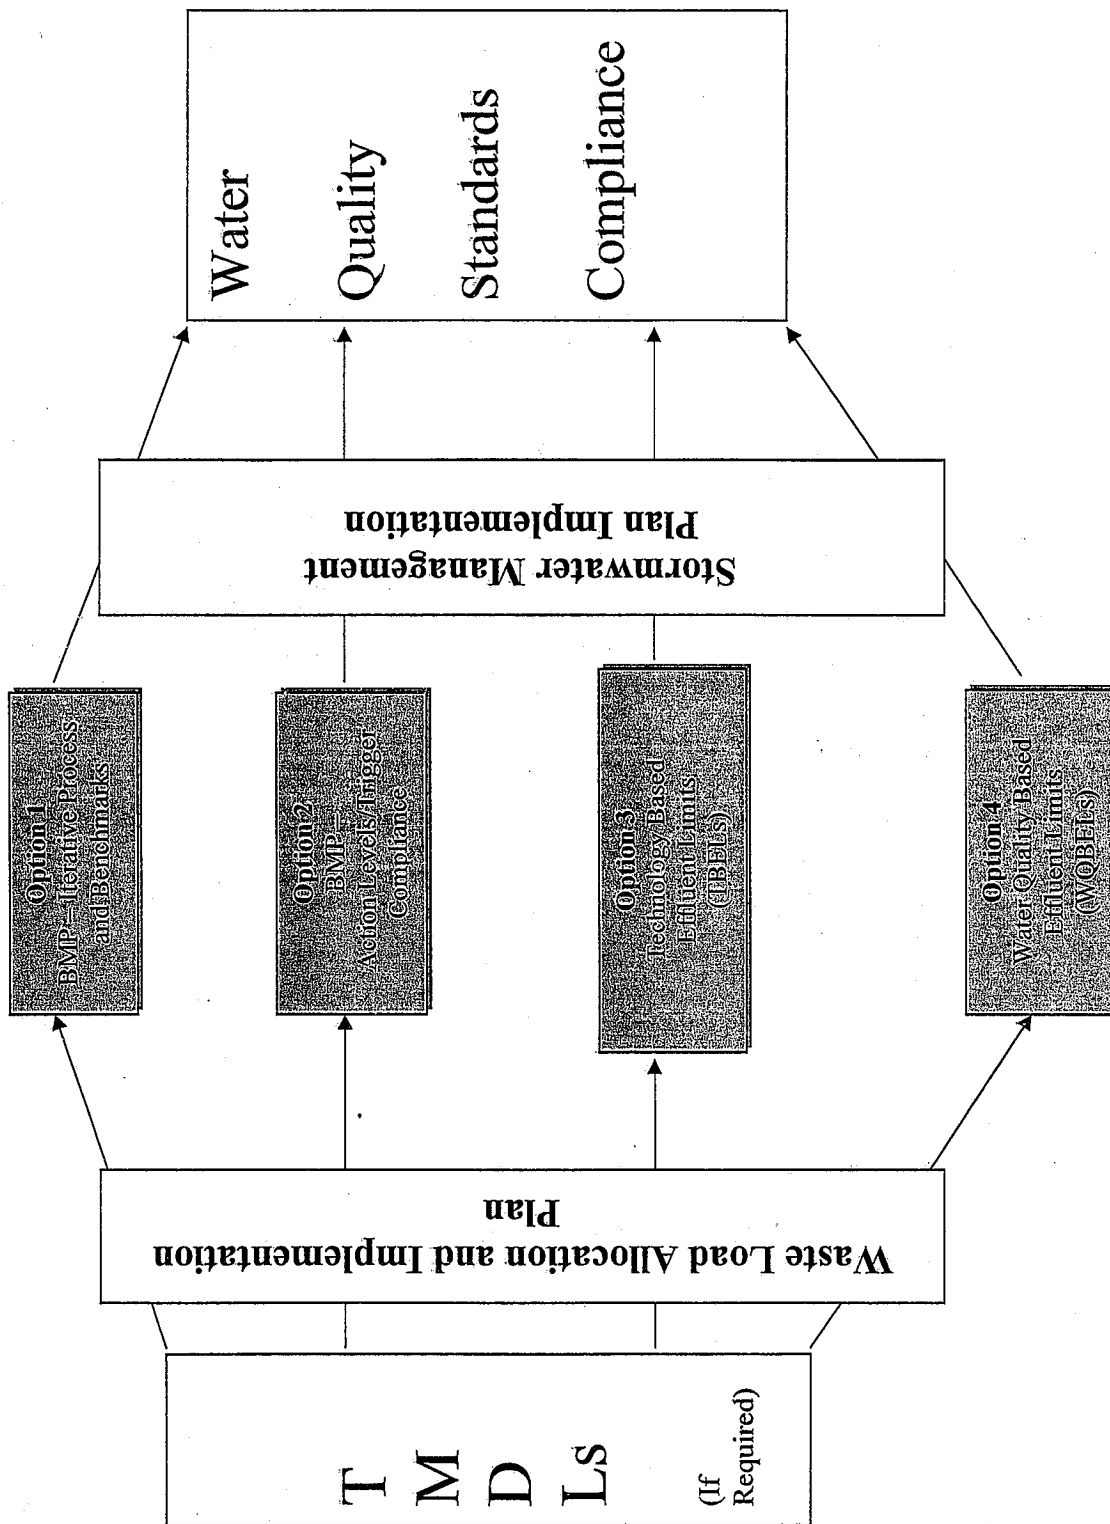 T
M
D
Ls
(If
Required)
Waste Load Allocation and Implementation
Plan
Option 1
BMP – Iterative Process
and Benchmarks
Option 2
BMP –
Action Levels/Trigger
Compliance
Option 3
Technology Based
Effluent Limits
(TBELs)
Option 4
Water Quality Based
Effluent Limits
(WQBELs)
Stormwater Management
Plan Implementation
Water
Quality
Standards
Compliance